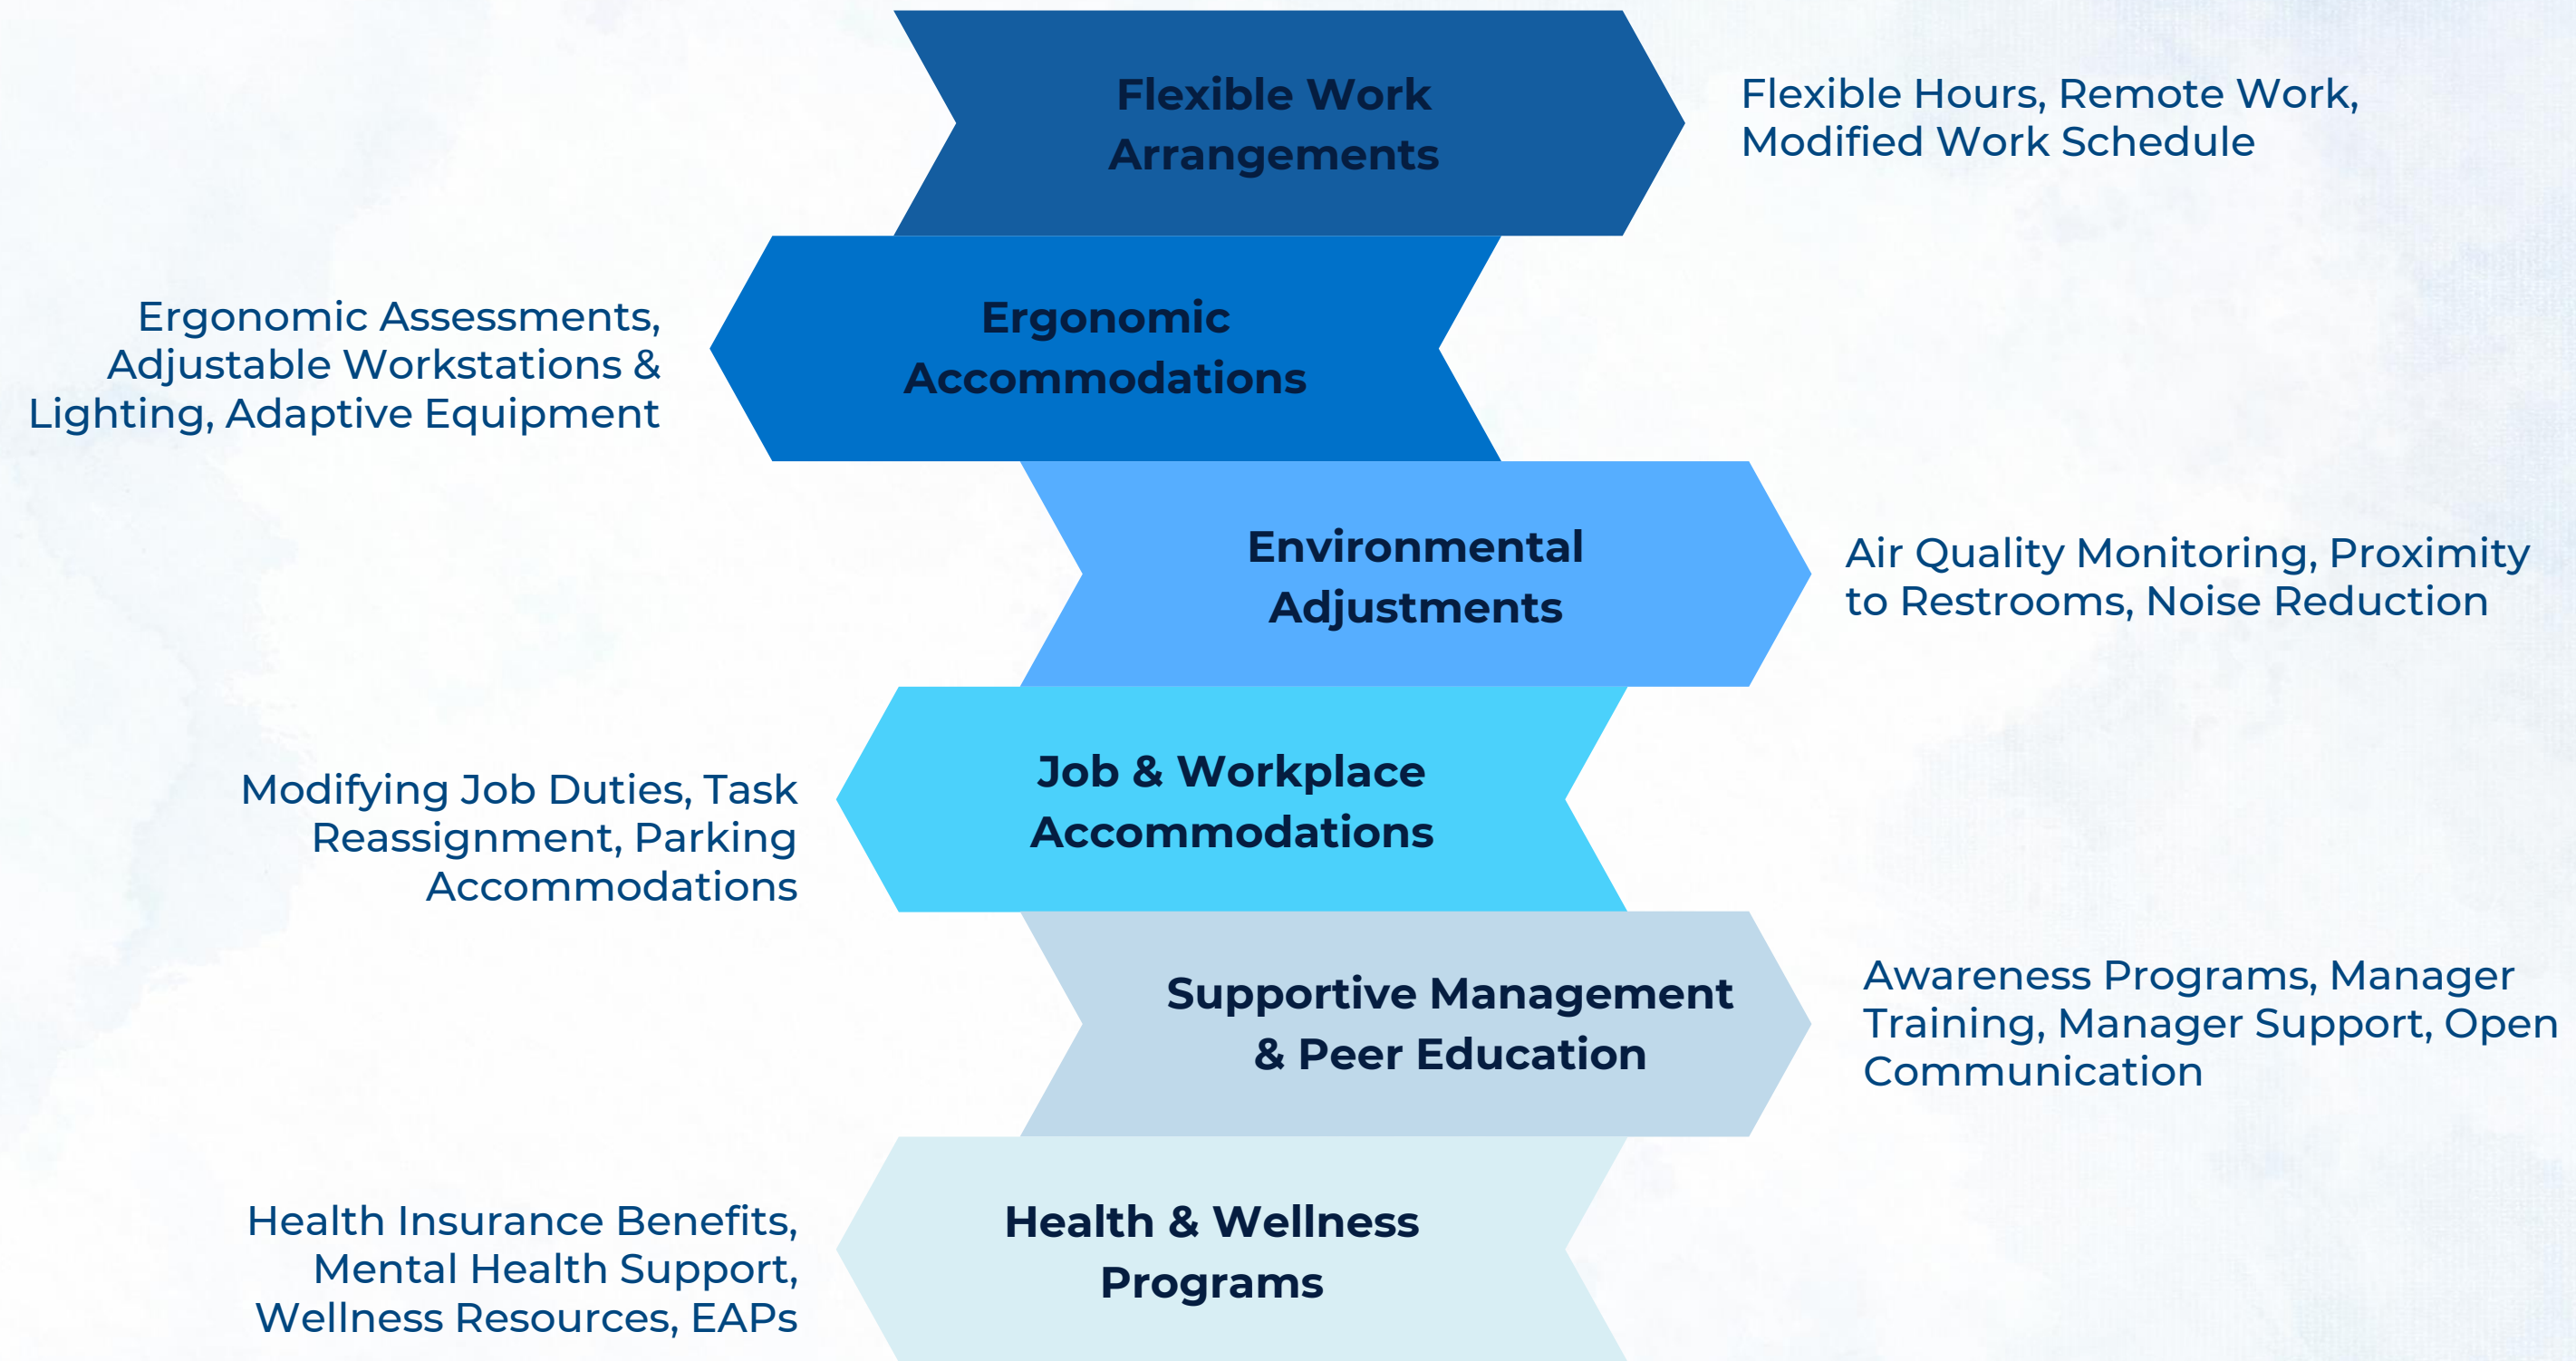 Flexible Work
Arrangements
Flexible Hours, Remote Work,
Modified Work Schedule
Ergonomic
Accommodations
Ergonomic Assessments,
Adjustable Workstations &
Lighting, Adaptive Equipment
Environmental
Adjustments
Air Quality Monitoring, Proximity
to Restrooms, Noise Reduction
Job & Workplace
Accommodations
Modifying Job Duties, Task
Reassignment, Parking
Accommodations
Supportive Management
& Peer Education
Awareness Programs, Manager
Training, Manager Support, Open
Communication
Health & Wellness
Programs
Health Insurance Benefits,
Mental Health Support,
Wellness Resources, EAPs